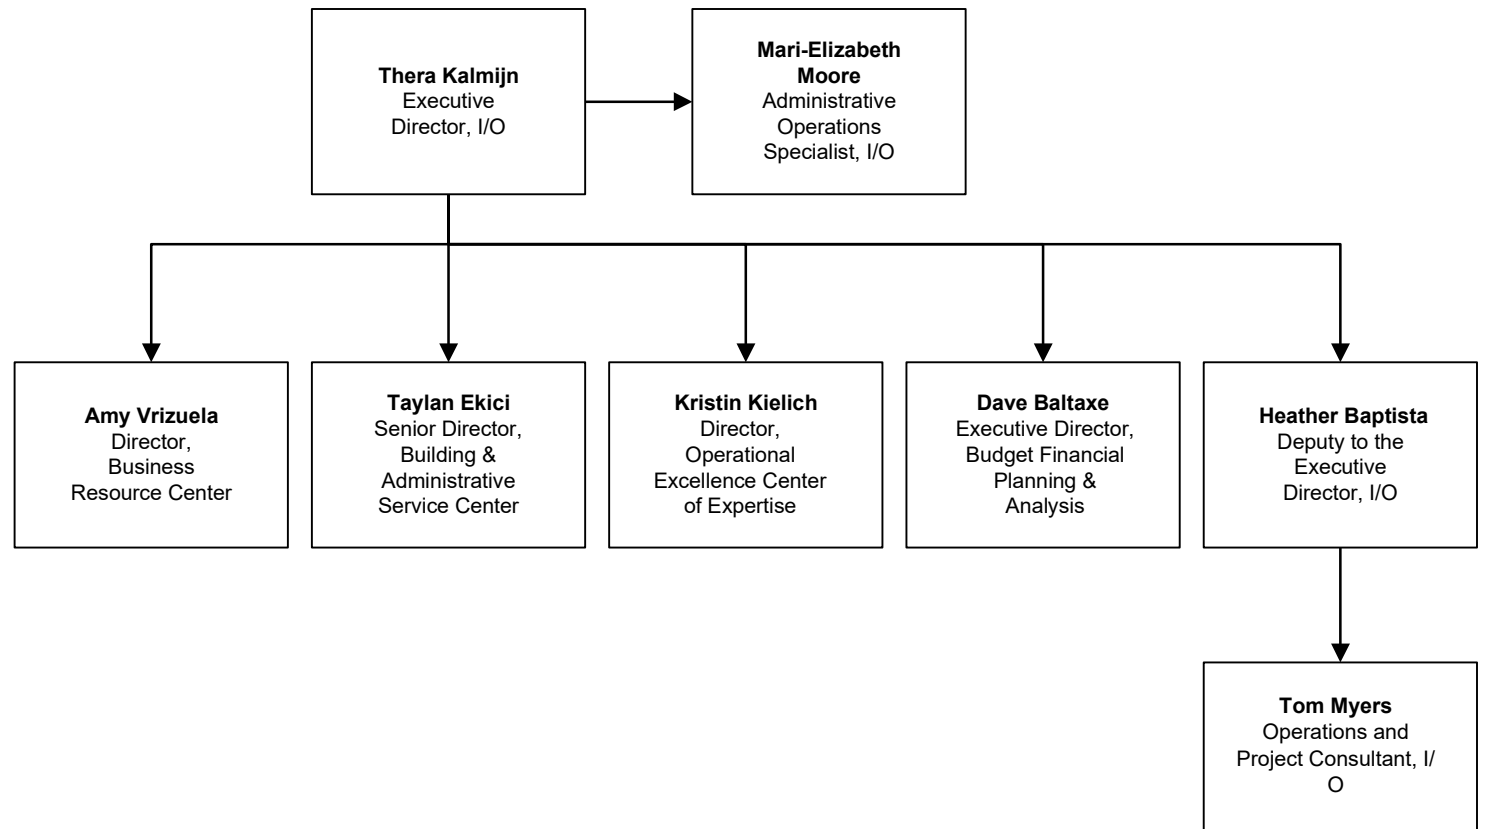 Thera Kalmijn
Executive
Director, I/O
Mari-Elizabeth
Moore
Administrative
Operations
Specialist, I/O
Amy Vrizuela
Director,
Business
Resource Center
Taylan Ekici
Senior Director,
Building &
Administrative
Service Center
Kristin Kielich
Director,
Operational
Excellence Center
of Expertise
Dave Baltaxe
Executive Director,
Budget Financial
Planning &
Analysis
Heather Baptista
Deputy to the
Executive
Director, I/O
Tom Myers
Operations and
Project Consultant, I/
O